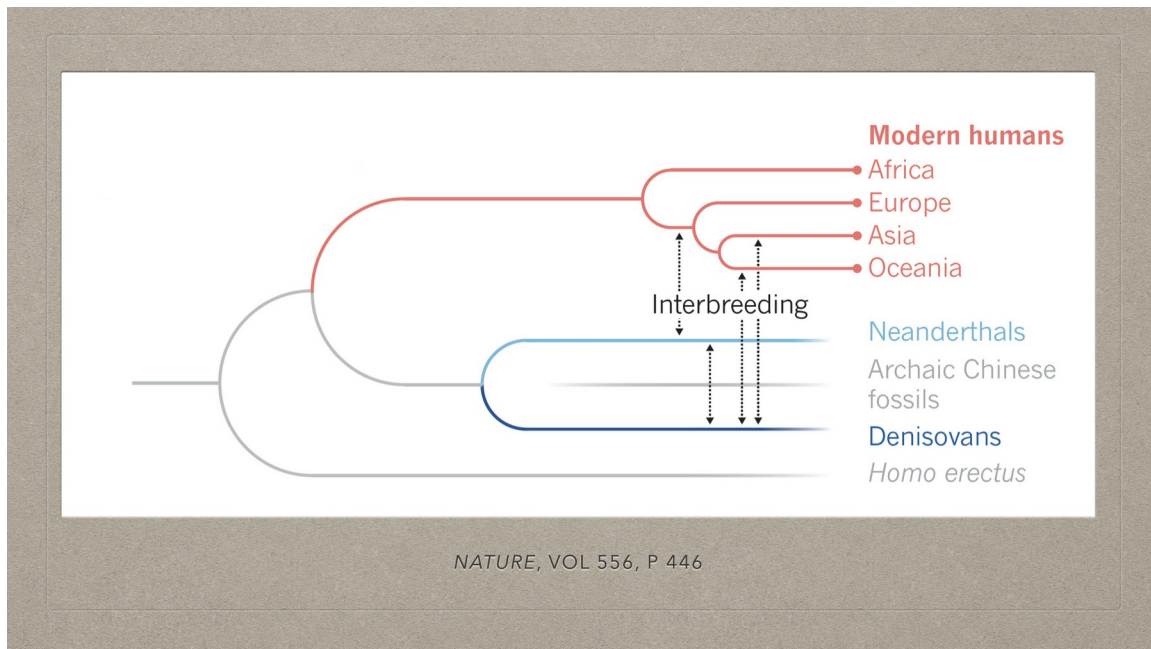 Modern humans
Africa
Europe
Asia
Oceania
Interbreeding
Neanderthals
Archaic Chinese
fossils
Denisovans
Homo erectus
NATURE, VOL 556, P 446